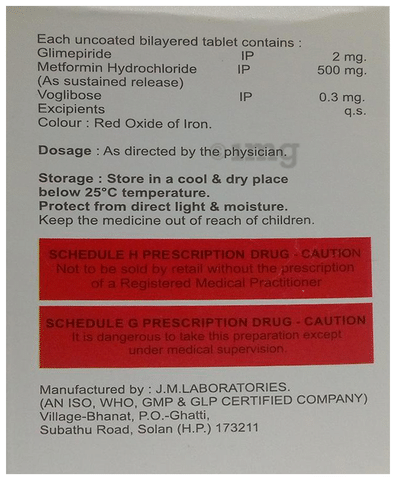 Each uncoated bilayered tablet contains :
Glimepiride IP 2 mg.
Metformin Hydrochloride IP 500 mg.
(As sustained release)
Voglibose IP 0.3 mg.
Excipients q.s.
Colour : Red Oxide of Iron.
Dosage : As directed by the physician.
1mg
Storage : Store in a cool & dry place
below 25°C temperature.
Protect from direct light & moisture.
Keep the medicine out of reach of children.
SCHEDULE H PRESCRIPTION DRUG - CAUTION
Not to be sold by retail without the prescription
of a Registered Medical Practitioner
SCHEDULE G PRESCRIPTION DRUG - CAUTION
It is dangerous to take this preparation except
under medical supervision.
Manufactured by : J.M.LABORATORIES.
(AN ISO, WHO, GMP & GLP CERTIFIED COMPANY)
Village-Bhanat, P.O.-Ghatti,
Subathu Road, Solan (H.P.) 173211